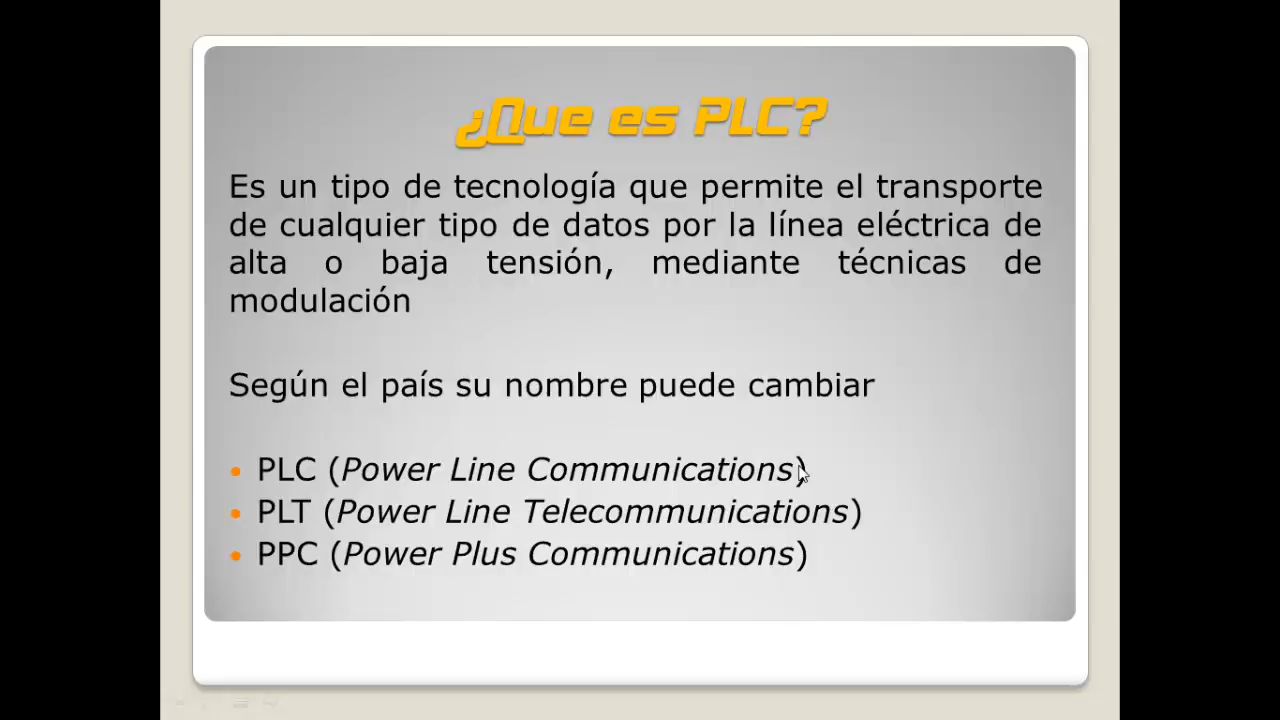 ¿Que es PLC?
Es un tipo de tecnología que permite el transporte
de cualquier tipo de datos por la línea eléctrica de
alta o baja tensión, mediante técnicas de
modulación
Según el país su nombre puede cambiar
• PLC (Power Line Communications)
• PLT (Power Line Telecommunications)
• PPC (Power Plus Communications)